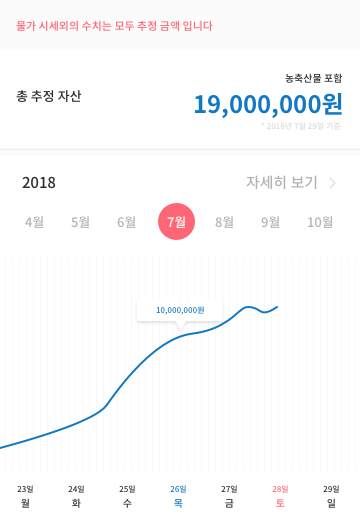 물가 시세외의 수치는 모두 추정 금액 입니다
농축산물 포함
총 추정 자산
19,000,000원
* 2018년 7월 29일 기준
2018
자세히 보기
4월 5월 6월 7월 8월 9월 10월
10,000,000원
23일 24일 25일 26일 27일 28일 29일
월 화 수 목 금 토 일